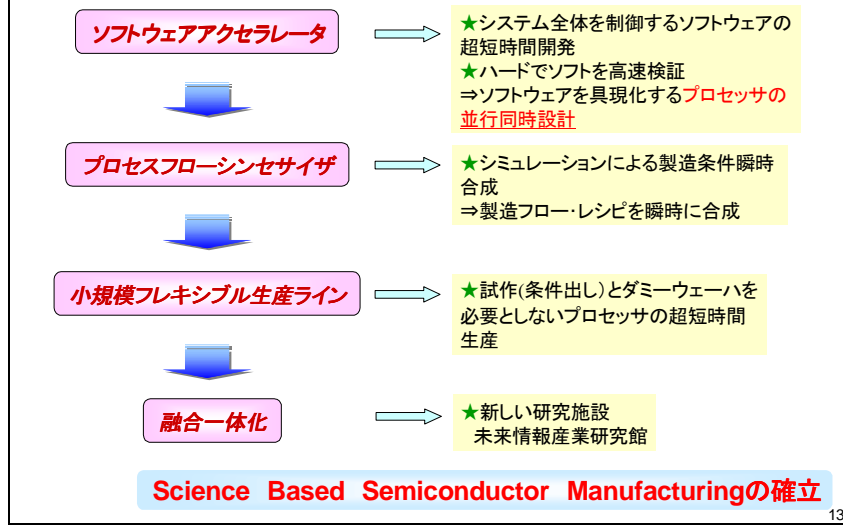 ソフトウェアアクセラレータ
★システム全体を制御するソフトウェアの
超短時間開発
★ハードでソフトを高速検証
⇒ソフトウェアを具現化するプロセッサの
並行同時設計
プロセスフローシンセサイザ
★シミュレーションによる製造条件瞬時
合成
⇒製造フロー・レシピを瞬時に合成
小規模フレキシブル生産ライン
★試作(条件出し)とダミーウェーハを
必要としないプロセッサの超短時間
生産
融合一体化
★新しい研究施設
未来情報産業研究館
Science Based Semiconductor Manufacturingの確立
13